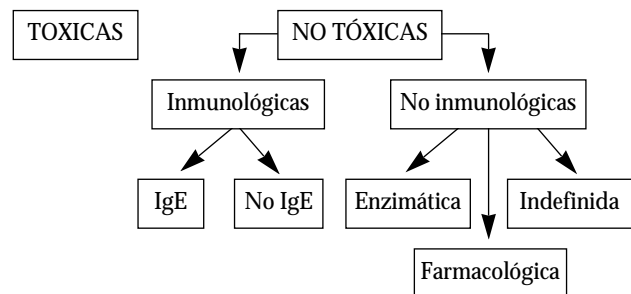 TOXICAS
NO TÓXICAS
Inmunológicas
No inmunológicas
IgE
No IgE
Enzimática
Indefinida
Farmacológica